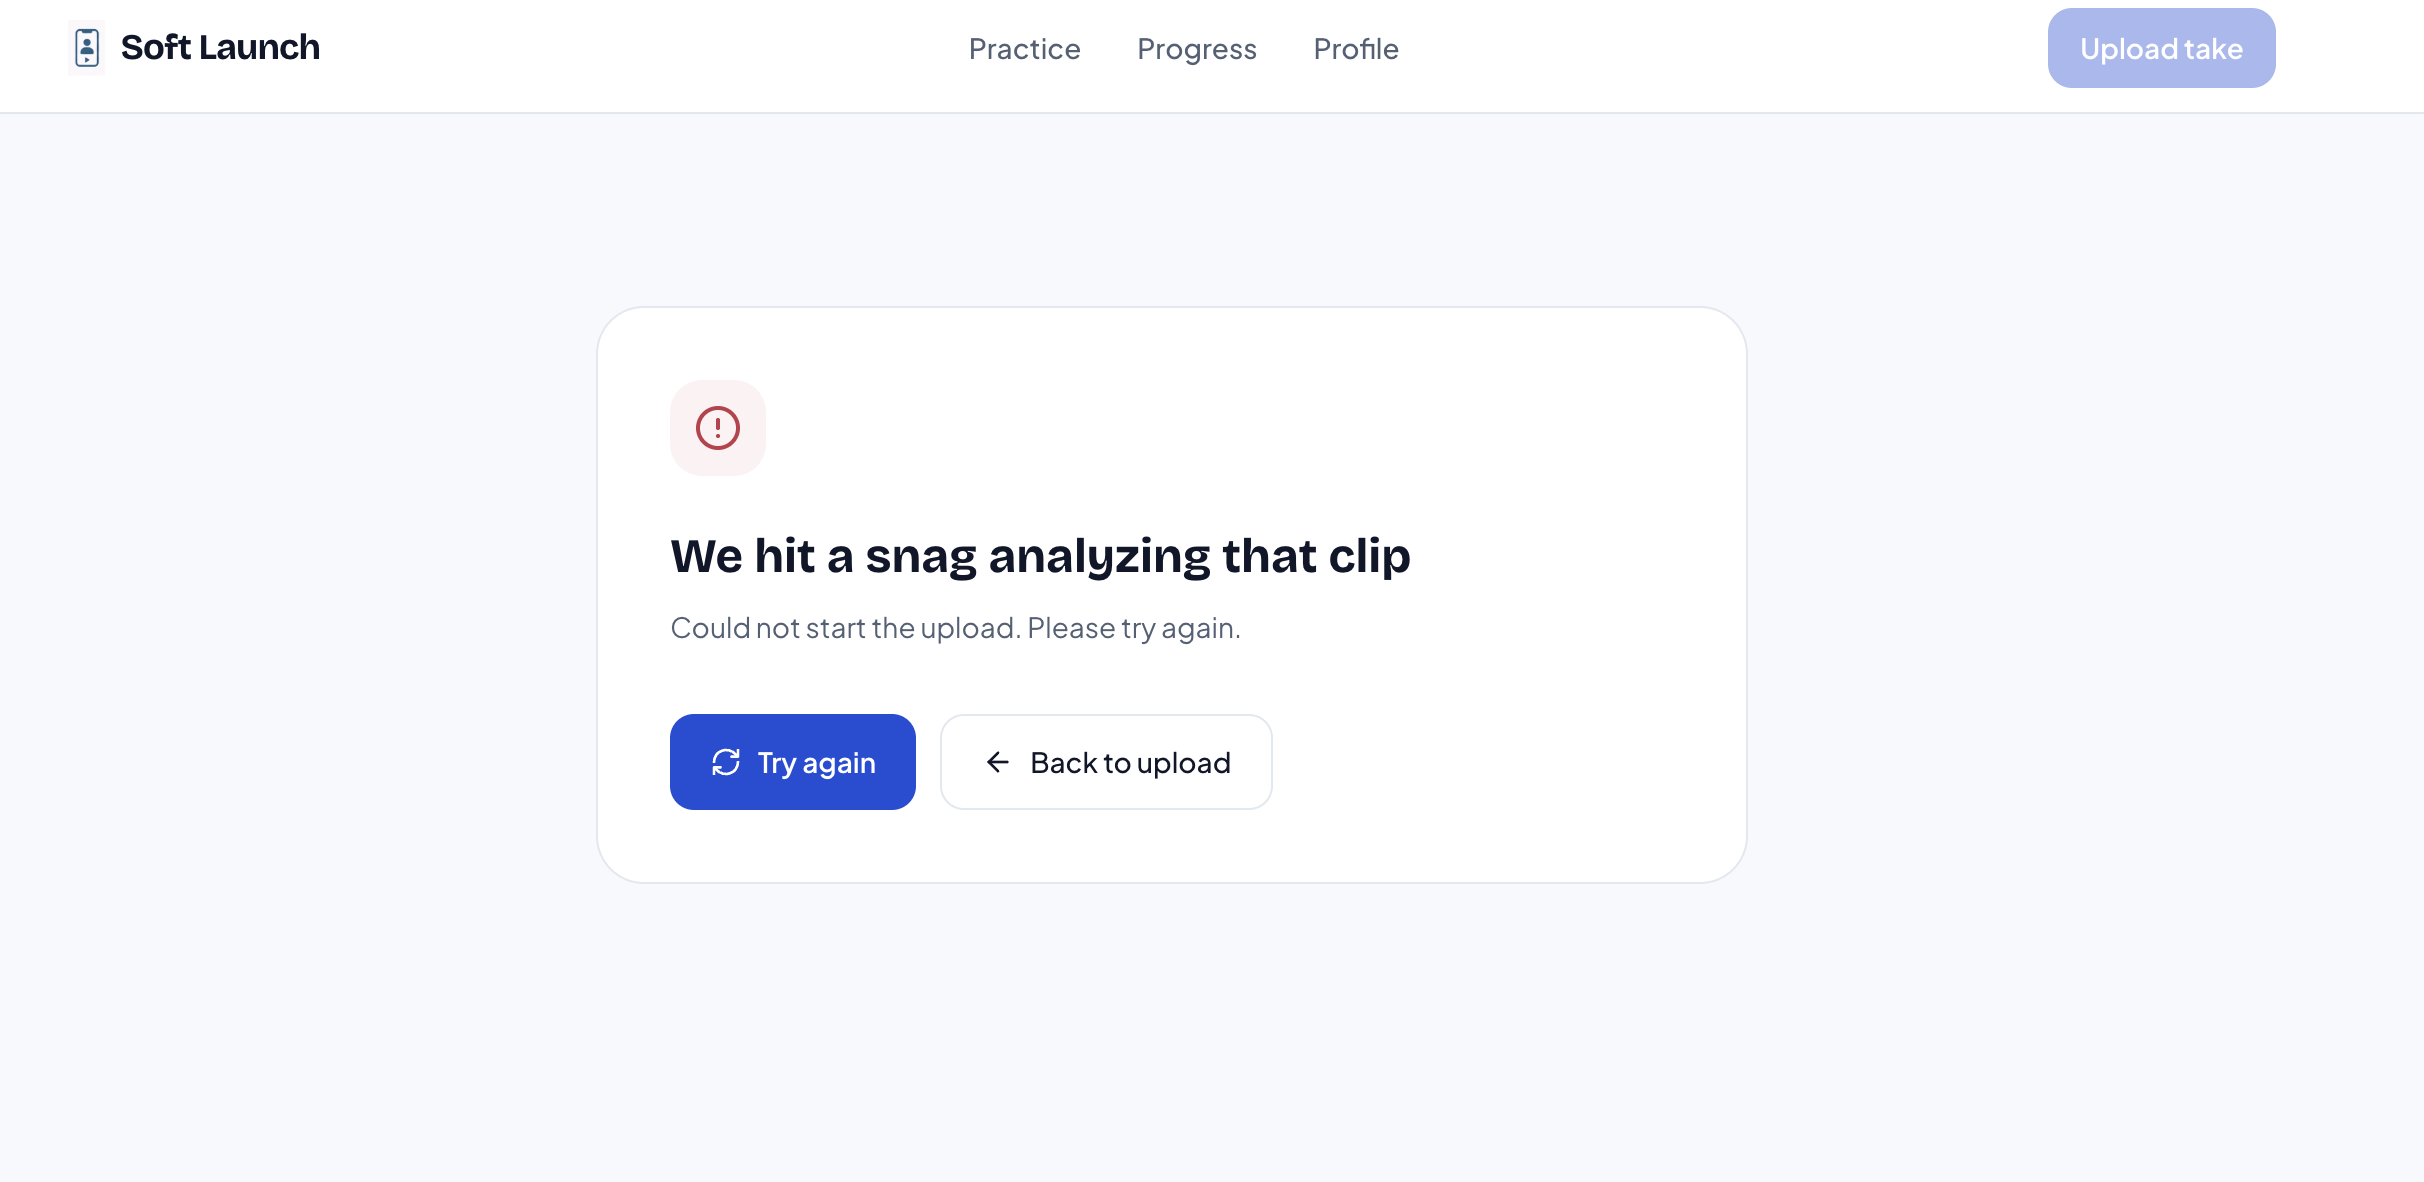 Soft Launch
Practice
Progress
Profile
Upload take
We hit a snag analyzing that clip
Could not start the upload. Please try again.
Try again
Back to upload